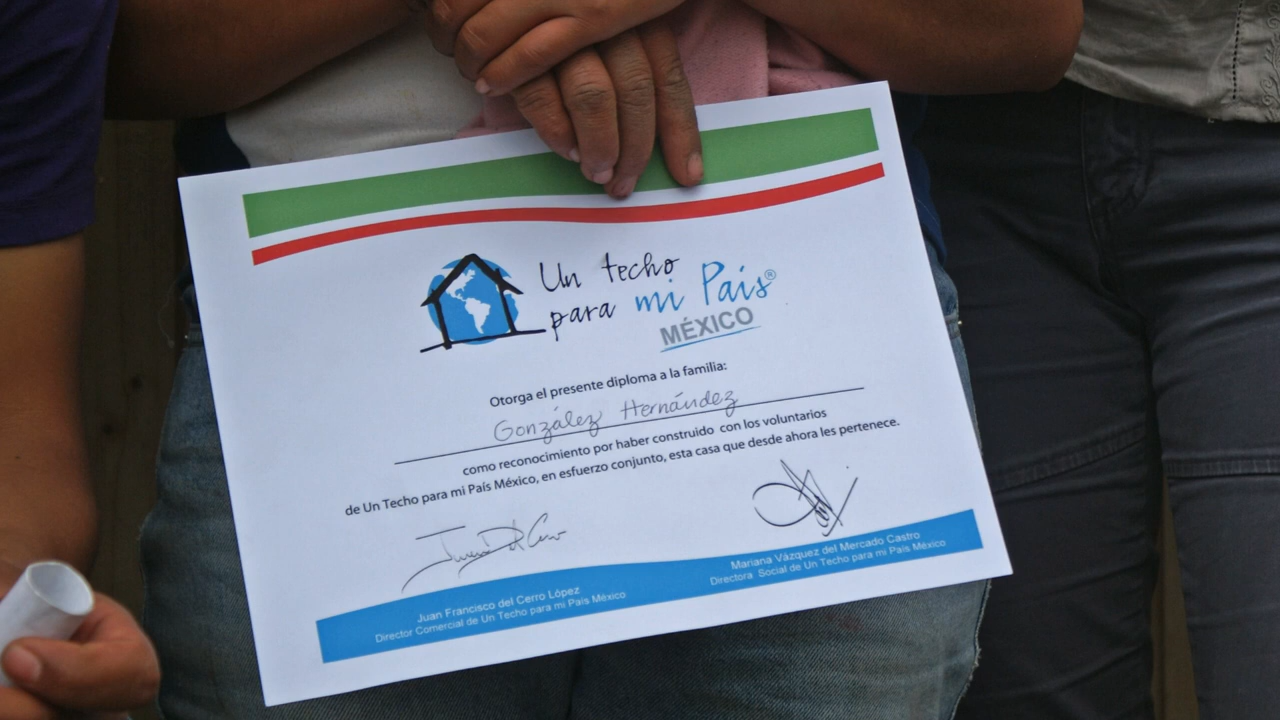 Un techo
para mi País®
MÉXICO
Otorga el presente diploma a la familia:
González Hernández
como reconocimiento por haber construido con los voluntarios
de Un Techo para mi País México, en esfuerzo conjunto, esta casa que desde ahora les pertenece.
Juan Francisco del Cerro López
Director Comercial de Un Techo para mi País México
Mariana Vázquez del Mercado Castro
Directora Social de Un Techo para mi País México